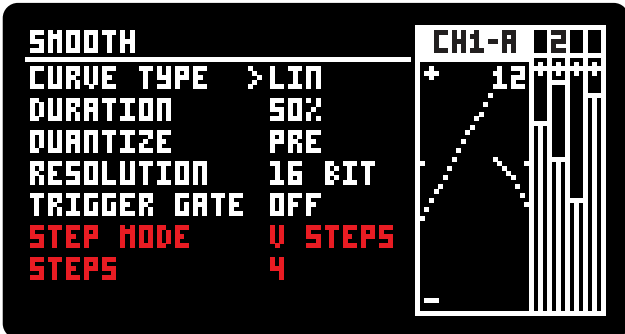 SMOOTH
CURVE TYPE >LIN
DURATION 50%
QUANTIZE PRE
RESOLUTION 16 BIT
TRIGGER GATE OFF
STEP MODE V STEPS
STEPS 4
CH1-A 2
+ 12
-